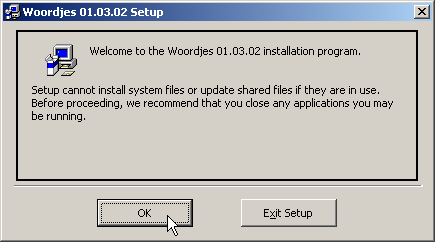 Woordjes 01.03.02 Setup
Welcome to the Woordjes 01.03.02 installation program.
Setup cannot install system files or update shared files if they are in use.
Before proceeding, we recommend that you close any applications you may
be running.
OK
Exit Setup